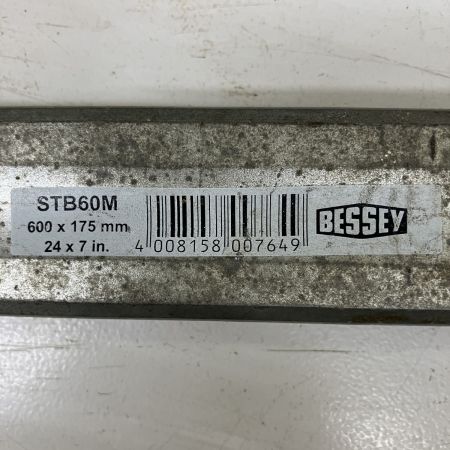 STB60M
600 x 175 mm
24 x 7 in.
4 008158 007649
BESSEY